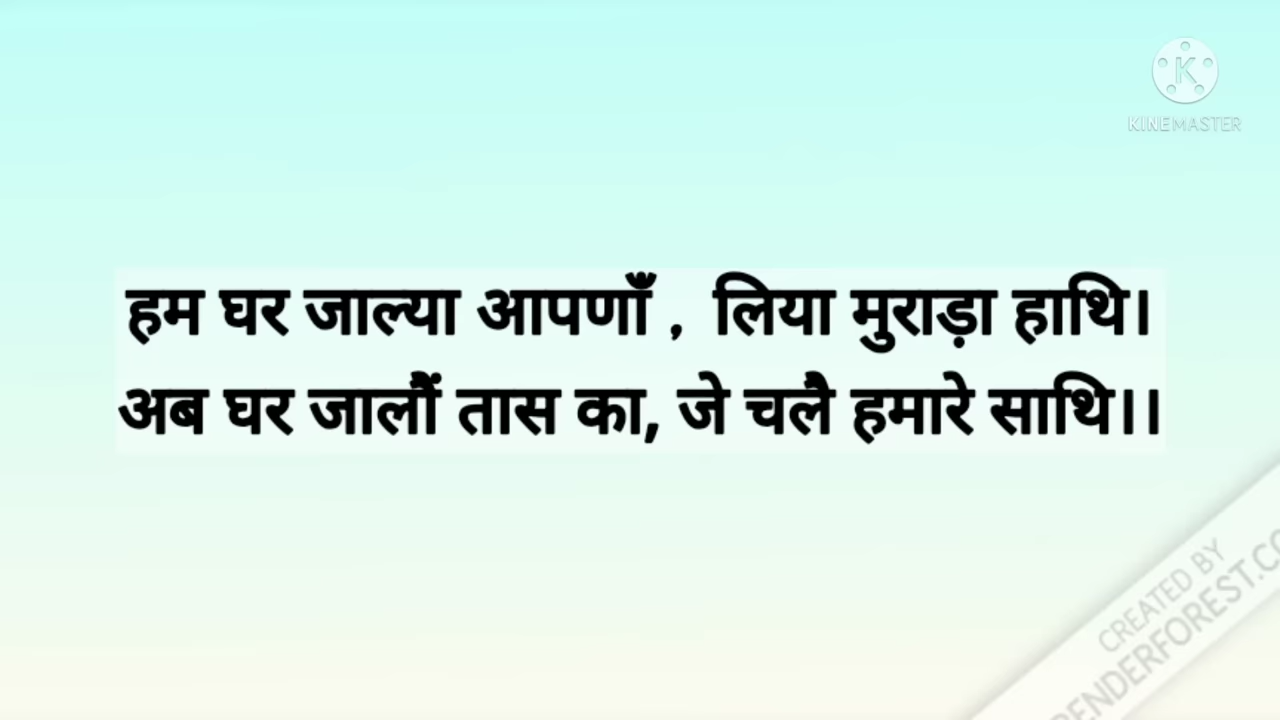 KINEMASTER
हम घर जाल्या आपणाँ , लिया मुराड़ा हाथि।
अब घर जालौं तास का, जे चलै हमारे साथि।।
CREATED BY
RENDERFOREST.CO